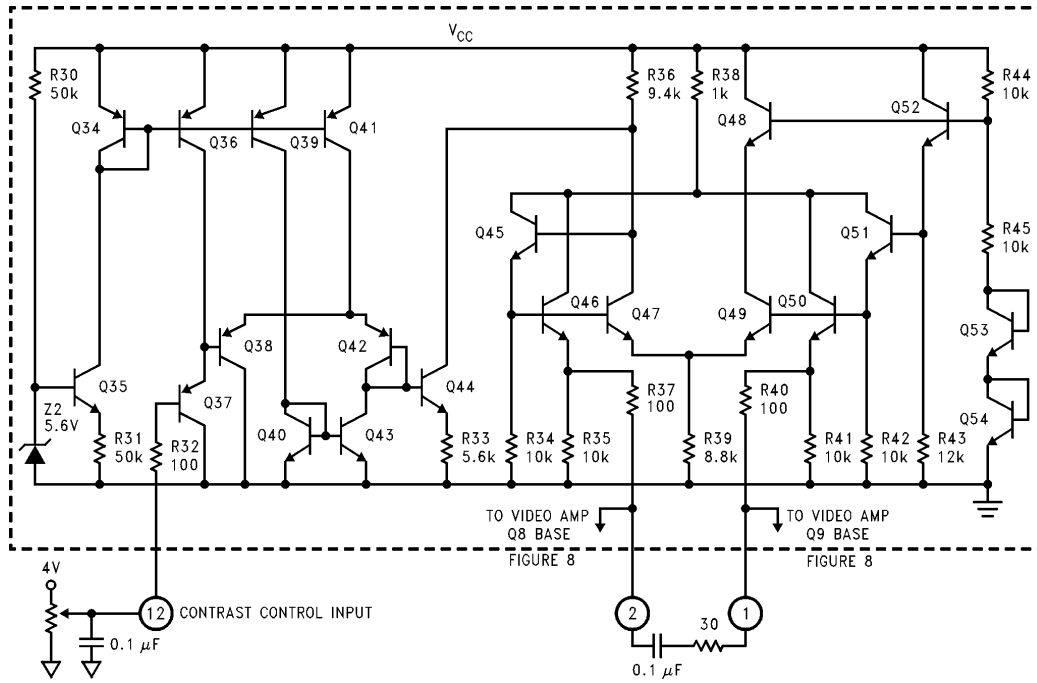 V_CC
R30
50k
Q34
Q36
Q39
Q41
R36
9.4k
R38
1k
Q48
Q52
R44
10k
Q45
Q51
R45
10k
Q46
Q47
Q49
Q50
Q53
Q38
Q42
Q35
Q37
Q44
Z2
5.6V
R37
100
R40
100
Q54
R31
50k
R32
100
Q40
Q43
R33
5.6k
R34
10k
R35
10k
R39
8.8k
R41
10k
R42
10k
R43
12k
TO VIDEO AMP
Q8 BASE
TO VIDEO AMP
Q9 BASE
FIGURE 8
FIGURE 8
4V
12
CONTRAST CONTROL INPUT
2
1
0.1 μF
30
0.1 μF